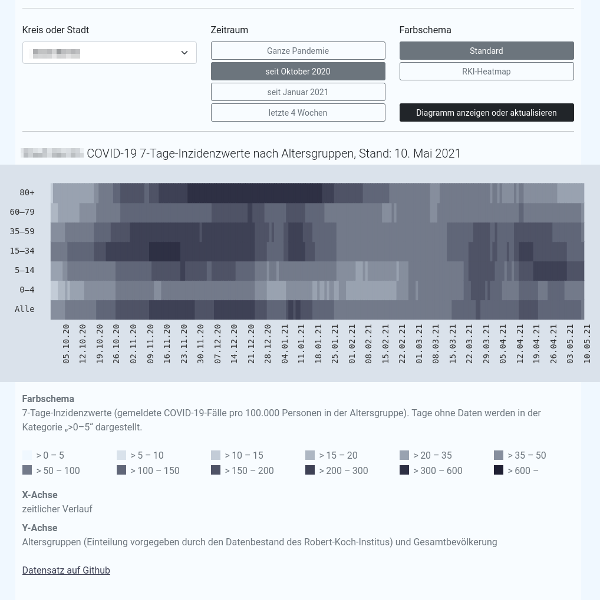 Kreis oder Stadt
Zeitraum
Ganze Pandemie
seit Oktober 2020
seit Januar 2021
letzte 4 Wochen
Farbschema
Standard
RKI-Heatmap
Diagramm anzeigen oder aktualisieren
COVID-19 7-Tage-Inzidenzwerte nach Altersgruppen, Stand: 10. Mai 2021
80+
60–79
35–59
15–34
5–14
0–4
Alle
05.10.20
12.10.20
19.10.20
26.10.20
02.11.20
09.11.20
16.11.20
23.11.20
30.11.20
07.12.20
14.12.20
21.12.20
28.12.20
04.01.21
11.01.21
18.01.21
25.01.21
01.02.21
08.02.21
15.02.21
22.02.21
01.03.21
08.03.21
15.03.21
22.03.21
29.03.21
05.04.21
12.04.21
19.04.21
26.04.21
03.05.21
10.05.21
Farbschema
7-Tage-Inzidenzwerte (gemeldete COVID-19-Fälle pro 100.000 Personen in der Altersgruppe). Tage ohne Daten werden in der
Kategorie „>0–5“ dargestellt.
> 0 – 5
> 5 – 10
> 10 – 15
> 15 – 20
> 20 – 35
> 35 – 50
> 50 – 100
> 100 – 150
> 150 – 200
> 200 – 300
> 300 – 600
> 600 –
X-Achse
zeitlicher Verlauf
Y-Achse
Altersgruppen (Einteilung vorgegeben durch den Datenbestand des Robert-Koch-Institus) und Gesamtbevölkerung
Datensatz auf Github